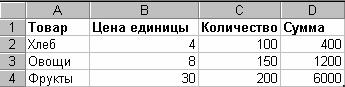 A B C D
1 Товар Цена единицы Количество Сумма
2 Хлеб 4 100 400
3 Овощи 8 150 1200
4 Фрукты 30 200 6000